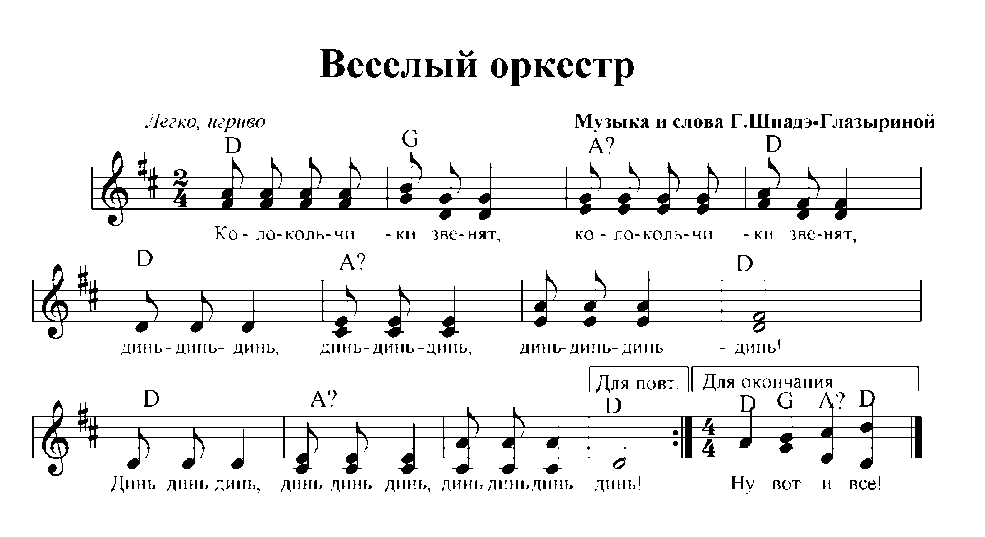 Веселый оркестр
Легко, игриво
Музыка и слова Г.Шпадэ-Глазыриной
D G A? D
2 4
Ко - ло-коль-чи -ки зве-нят, ко-ло-коль-чи -ки зве-нят,
D A? D
динь-динь- динь, динь-динь-динь, динь-динь-динь - динь!
Для повт. Для окончания
D A? D D G A? D
4 4
Динь динь динь, динь динь динь, динь-диньдинь динь! Ну вот и все!